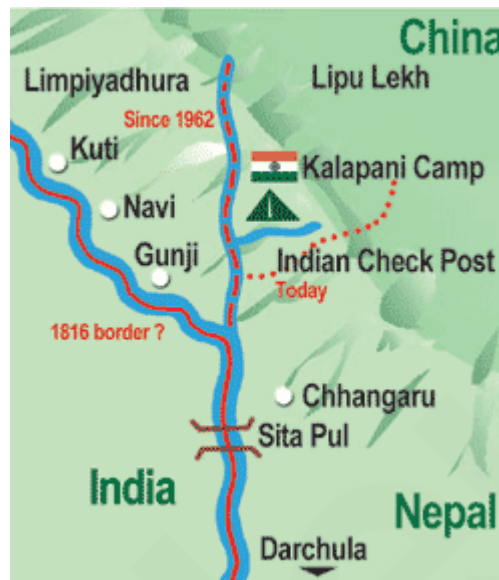 China
Limpiyadhura
Lipu Lekh
Since 1962
Kuti
Kalapani Camp
Navi
Gunji
Indian Check Post
Today
1816 border ?
Chhangaru
Sita Pul
India
Nepal
Darchula